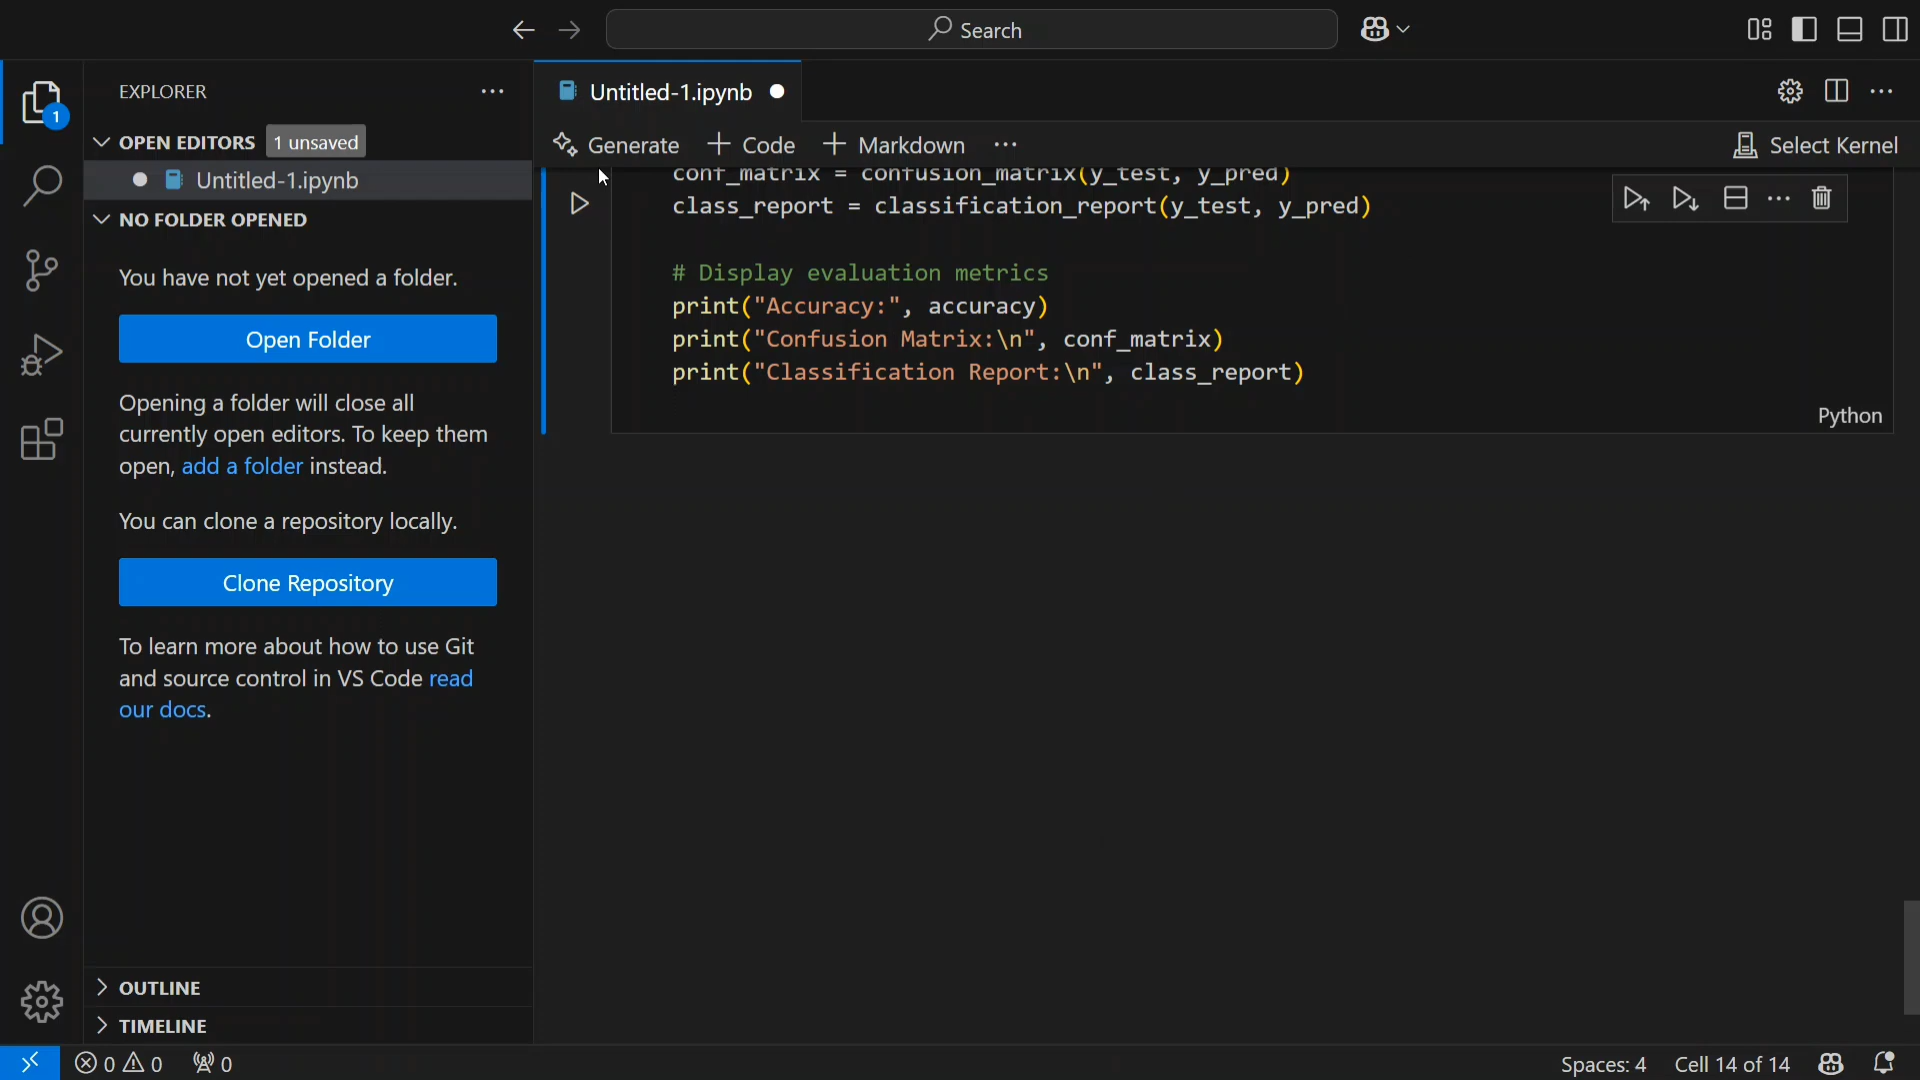 Search
EXPLORER
OPEN EDITORS 1 unsaved
Untitled-1.ipynb
NO FOLDER OPENED
You have not yet opened a folder.
Open Folder
Opening a folder will close all
currently open editors. To keep them
open, add a folder instead.
You can clone a repository locally.
Clone Repository
To learn more about how to use Git
and source control in VS Code read
our docs.
OUTLINE
TIMELINE
1
Untitled-1.ipynb
Generate Code Markdown ...
Select Kernel
conf_matrix = confusion_matrix(y_test, y_pred)
class_report = classification_report(y_test, y_pred)
# Display evaluation metrics
print("Accuracy:", accuracy)
print("Confusion Matrix:\n", conf_matrix)
print("Classification Report:\n", class_report)
Python
0 0 0
Spaces: 4 Cell 14 of 14